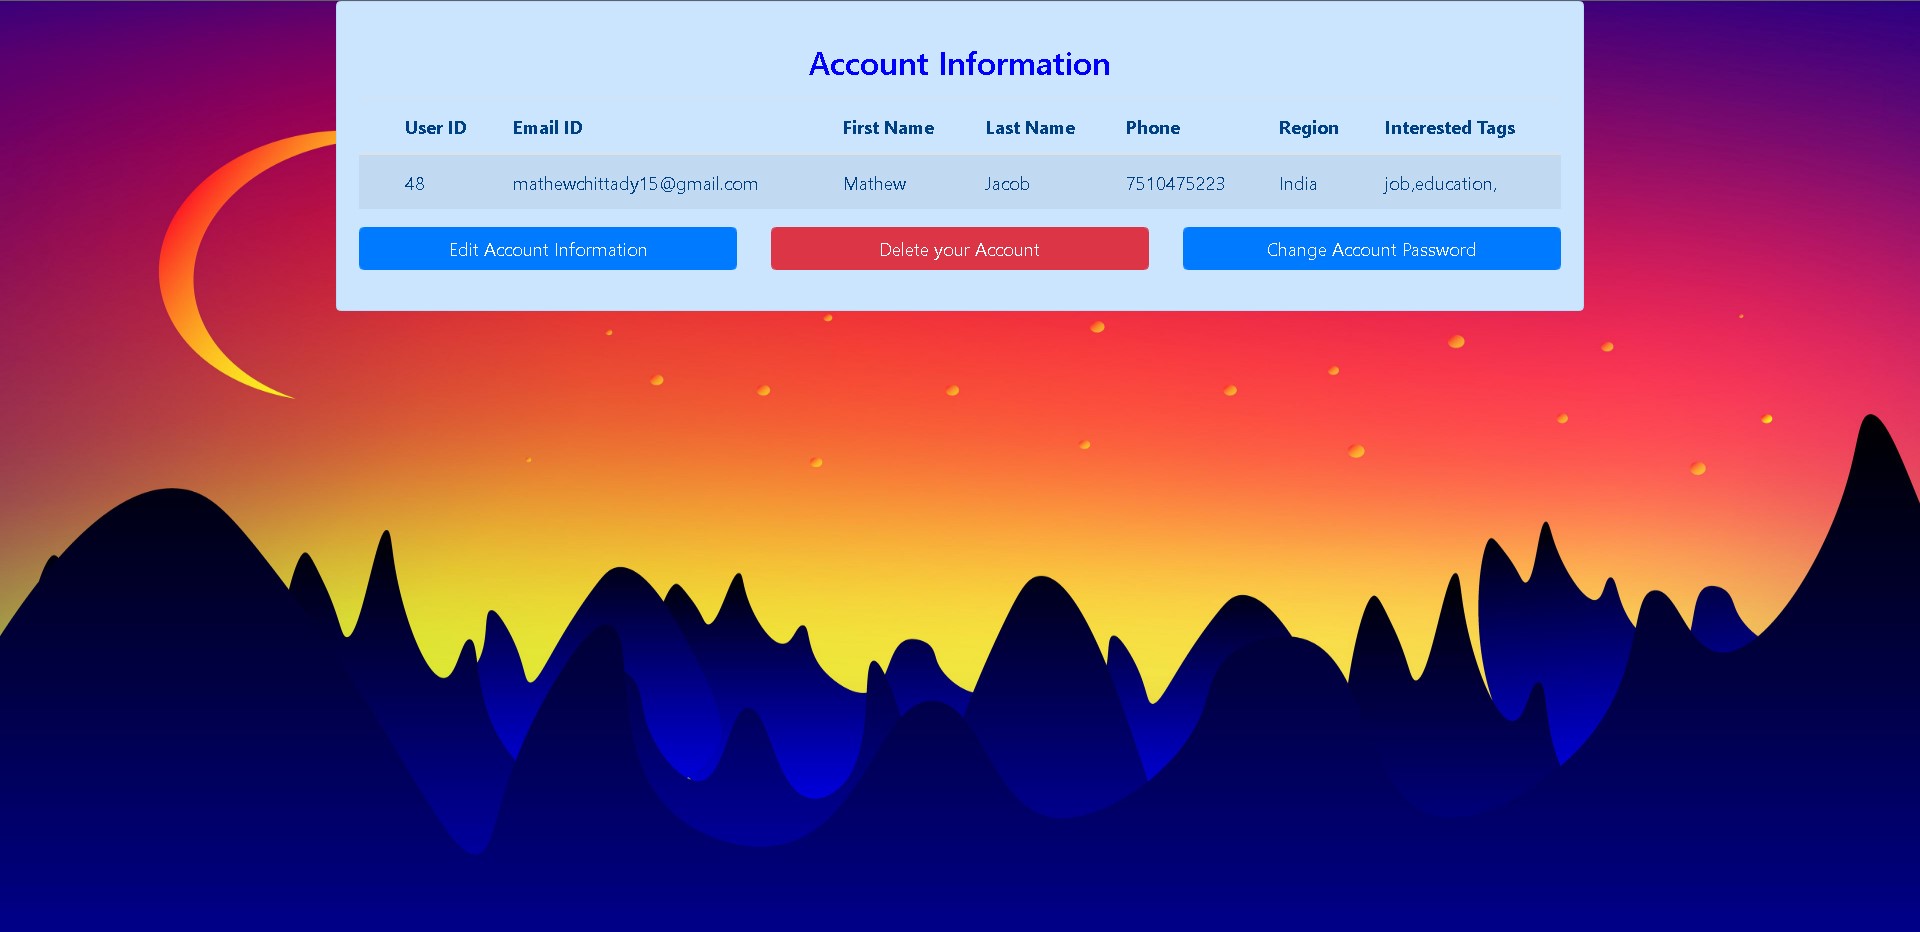 Account Information
User ID Email ID First Name Last Name Phone Region Interested Tags
48 mathewchittady15@gmail.com Mathew Jacob 7510475223 India job,education,
Edit Account Information Delete your Account Change Account Password